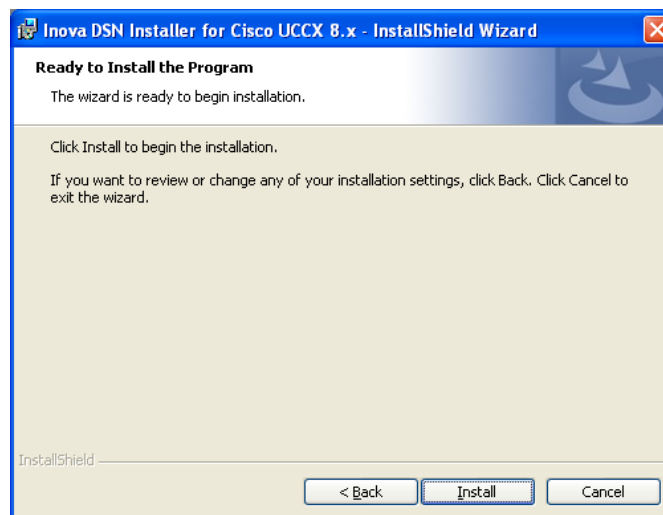 Inova DSN Installer for Cisco UCCX 8.x - InstallShield Wizard
Ready to Install the Program
The wizard is ready to begin installation.
Click Install to begin the installation.
If you want to review or change any of your installation settings, click Back. Click Cancel to
exit the wizard.
InstallShield
< Back
Install
Cancel